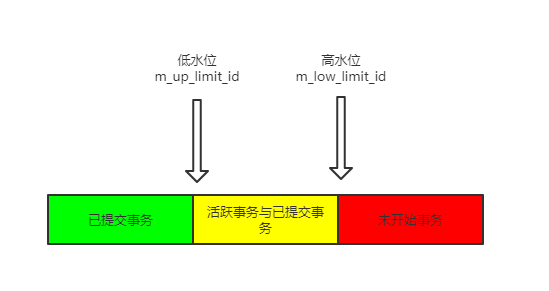 低水位
m_up_limit_id
高水位
m_low_limit_id
已提交事务
活跃事务与已提交事
务
未开始事务